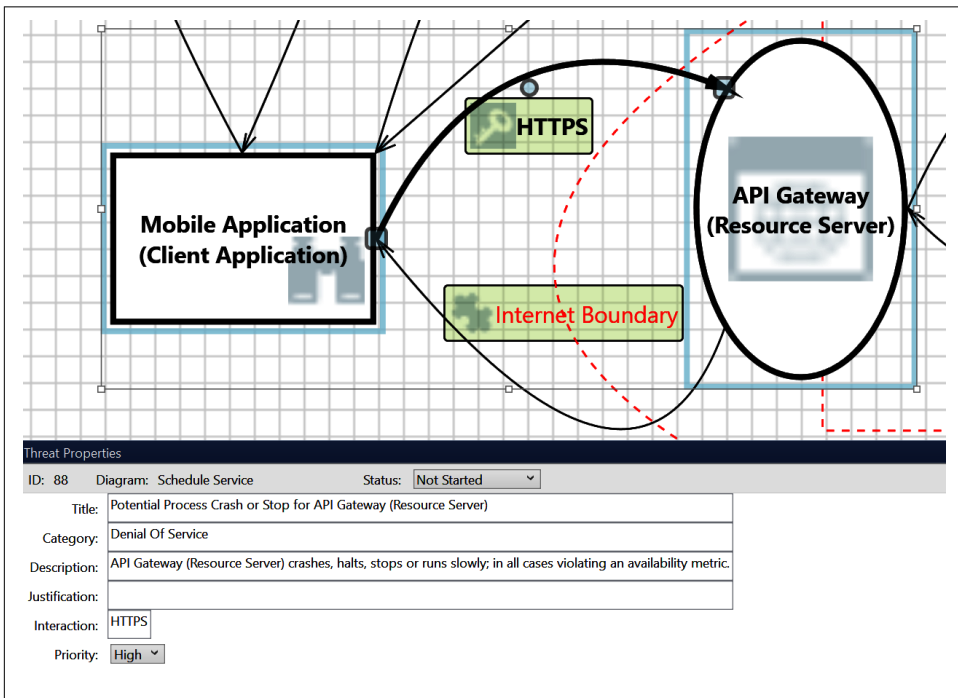 HTTPS
Mobile Application
(Client Application)
API Gateway
(Resource Server)
Internet Boundary
Threat Properties
ID: 88 Diagram: Schedule Service Status: Not Started
Title: Potential Process Crash or Stop for API Gateway (Resource Server)
Category: Denial Of Service
Description: API Gateway (Resource Server) crashes, halts, stops or runs slowly; in all cases violating an availability metric.
Justification:
Interaction: HTTPS
Priority: High